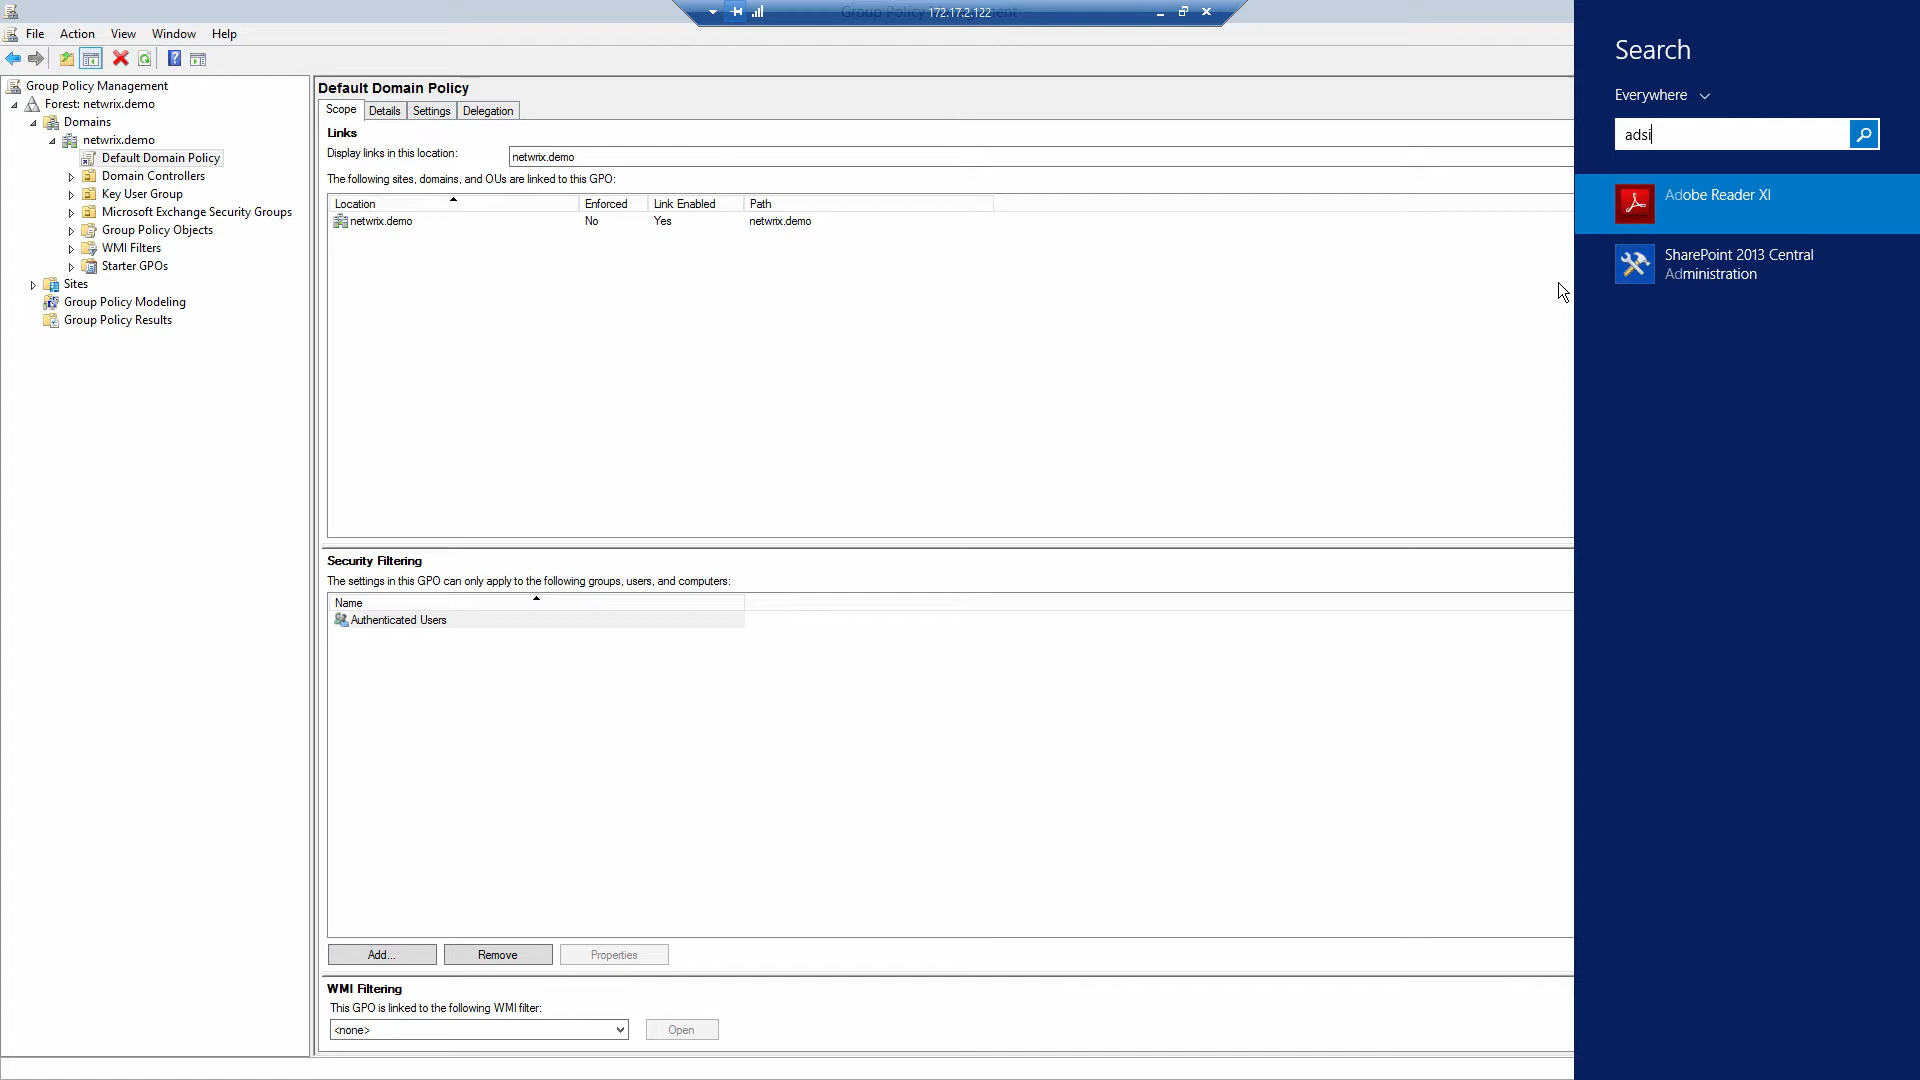 Group Policy Management
172.17.2.122
File Action View Window Help
Group Policy Management
Forest: netwrix.demo
Domains
netwrix.demo
Default Domain Policy
Domain Controllers
Key User Group
Microsoft Exchange Security Groups
Group Policy Objects
WMI Filters
Starter GPOs
Sites
Group Policy Modeling
Group Policy Results
Default Domain Policy
Scope Details Settings Delegation
Links
Display links in this location: netwrix.demo
The following sites, domains, and OUs are linked to this GPO:
Location Enforced Link Enabled Path
netwrix.demo No Yes netwrix.demo
Security Filtering
The settings in this GPO can only apply to the following groups, users, and computers:
Name
Authenticated Users
Add... Remove Properties
WMI Filtering
This GPO is linked to the following WMI filter:
<none> Open
Search
Everywhere
adsi
Adobe Reader XI
SharePoint 2013 Central
Administration